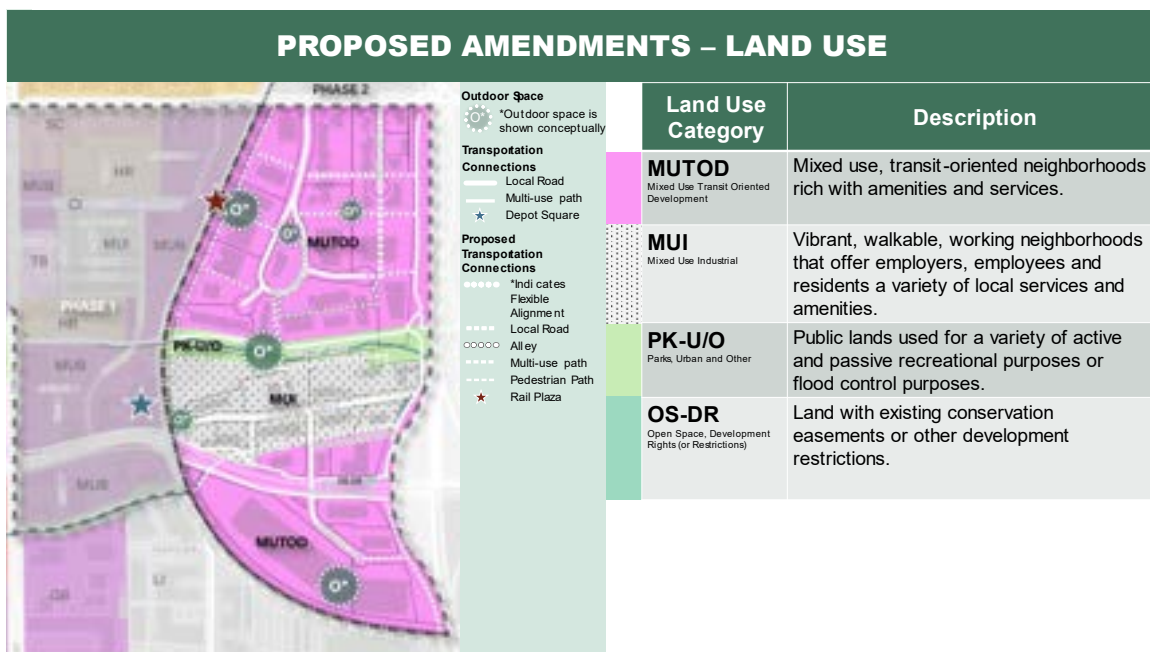 PROPOSED AMENDMENTS – LAND USE
PHASE 2
SC
HR
MUB
CI
MUI
MUB
TB
PHASE 1
HR
MUB
MUB
LI
MUTOD
PK-U/O
MUI
MUTOD
O*
O*
O*
O*
O*
O*
Outdoor Space
O*
*Outdoor space is
shown conceptually
Transportation
Connections
Local Road
Multi-use path
Depot Square
Proposed
Transportation
Connections
*Indicates
Flexible
Alignment
Local Road
Alley
Multi-use path
Pedestrian Path
Rail Plaza
Land Use
Category
Description
MUTOD
Mixed Use Transit Oriented
Development
Mixed use, transit-oriented neighborhoods
rich with amenities and services.
MUI
Mixed Use Industrial
Vibrant, walkable, working neighborhoods
that offer employers, employees and
residents a variety of local services and
amenities.
PK-U/O
Parks, Urban and Other
Public lands used for a variety of active
and passive recreational purposes or
flood control purposes.
OS-DR
Open Space, Development
Rights (or Restrictions)
Land with existing conservation
easements or other development
restrictions.